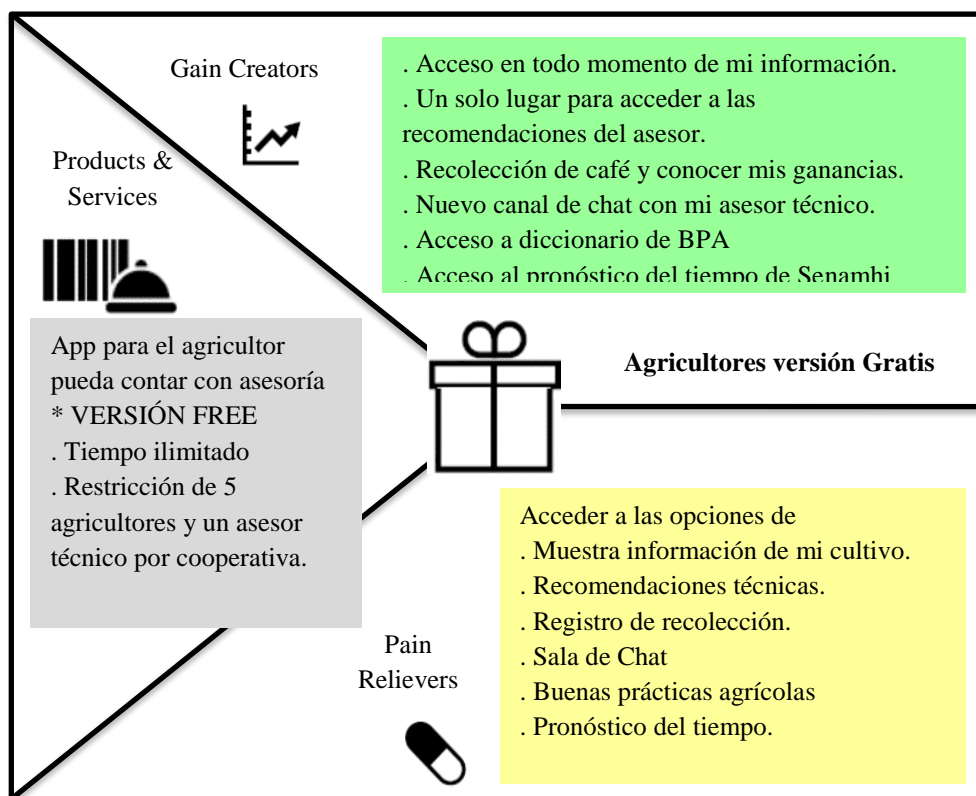 Gain Creators
. Acceso en todo momento de mi información.
. Un solo lugar para acceder a las
recomendaciones del asesor.
. Recolección de café y conocer mis ganancias.
. Nuevo canal de chat con mi asesor técnico.
. Acceso a diccionario de BPA
. Acceso al pronóstico del tiempo de Senamhi
Products &
Services
App para el agricultor
pueda contar con asesoría
* VERSIÓN FREE
. Tiempo ilimitado
. Restricción de 5
agricultores y un asesor
técnico por cooperativa.
Agricultores versión Gratis
Pain
Relievers
Acceder a las opciones de
. Muestra información de mi cultivo.
. Recomendaciones técnicas.
. Registro de recolección.
. Sala de Chat
. Buenas prácticas agrícolas
. Pronóstico del tiempo.